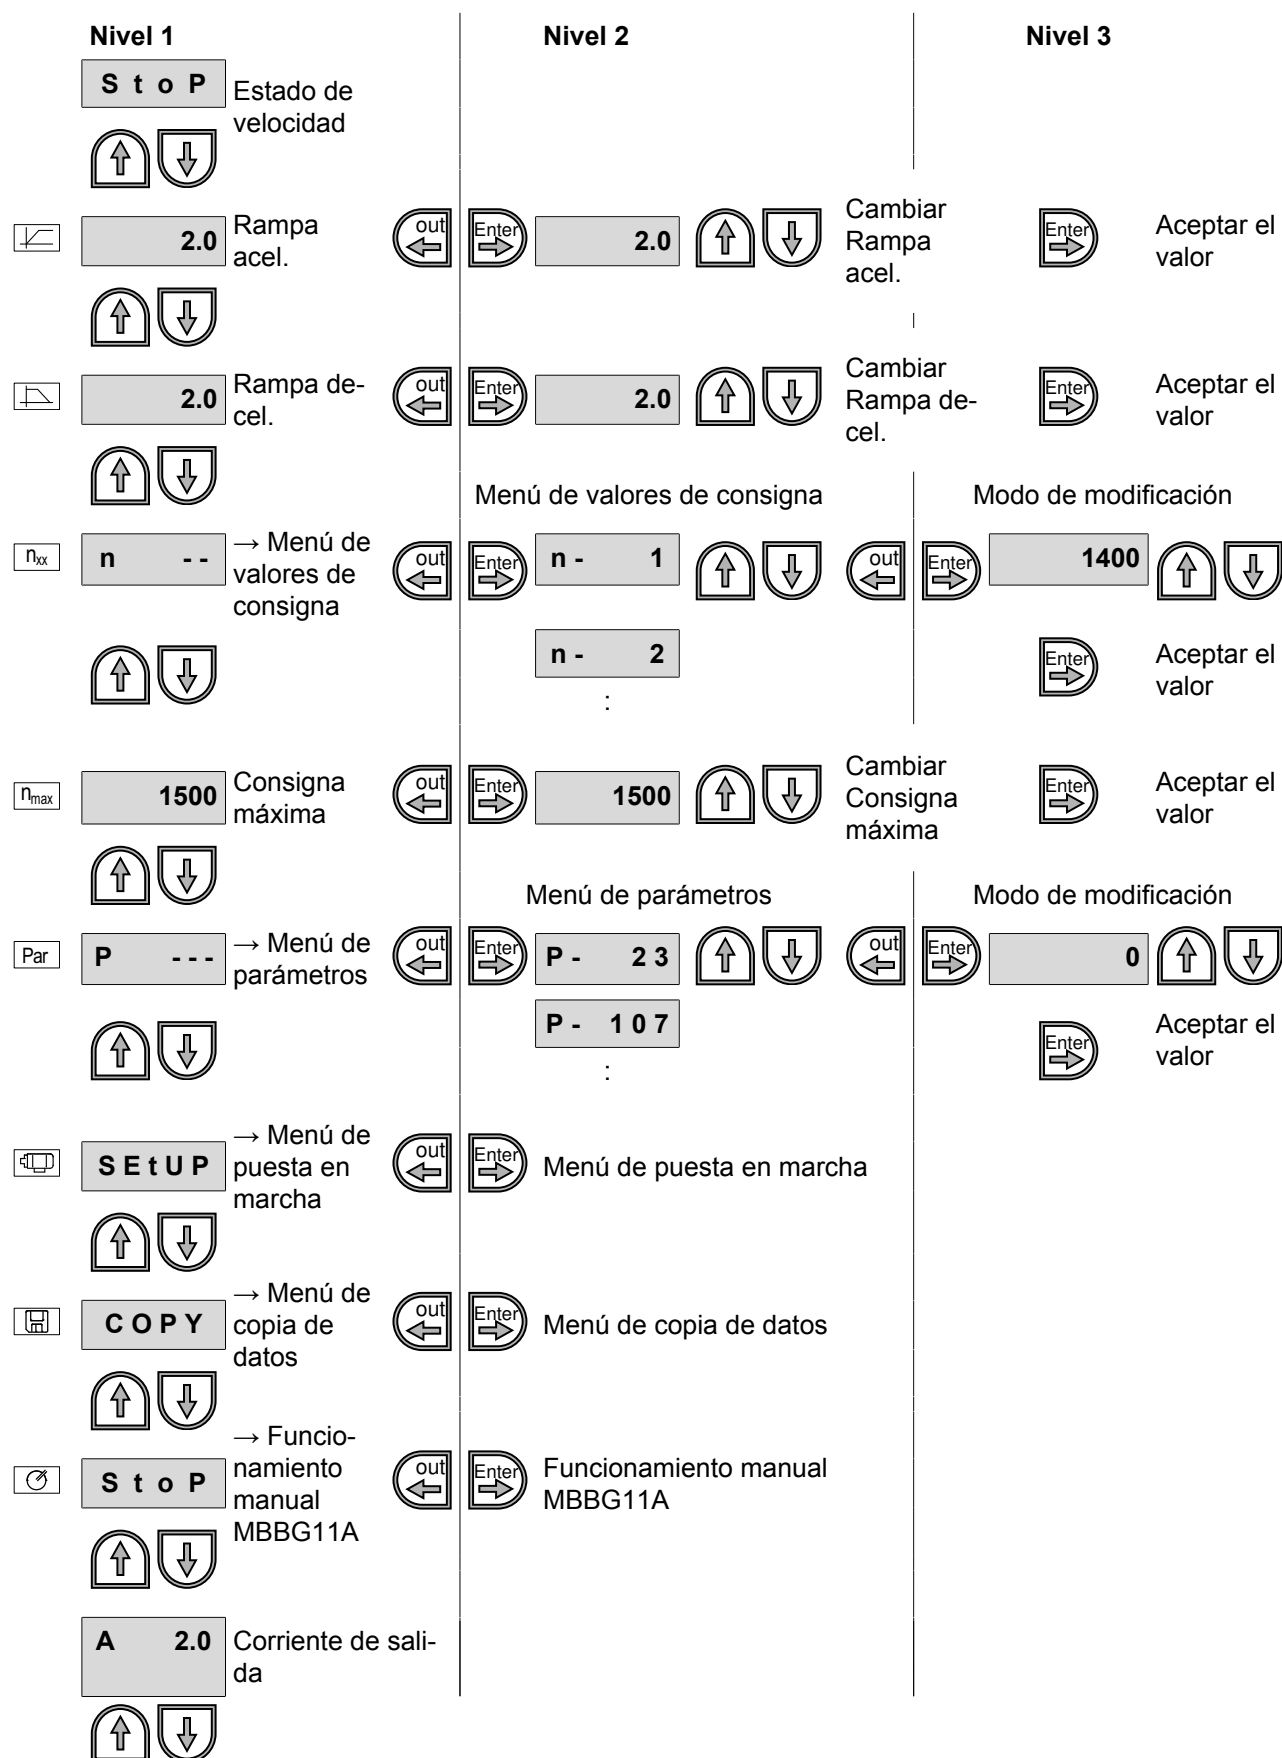 Nivel 1 Nivel 2 Nivel 3
S t o P Estado de
velocidad
2.0 Rampa
acel. out Enter 2.0 Cambiar
Rampa
acel. Enter Aceptar el
valor
2.0 Rampa de-
cel. out Enter 2.0 Cambiar
Rampa de-
cel. Enter Aceptar el
valor
Menú de valores de consigna Modo de modificación
nxx n - - → Menú de
valores de
consigna out Enter n - 1 out Enter 1400
n - 2 Enter Aceptar el
valor
:
nmax 1500 Consigna
máxima out Enter 1500 Cambiar
Consigna
máxima Enter Aceptar el
valor
Menú de parámetros Modo de modificación
Par P - - - → Menú de
parámetros out Enter P - 2 3 out Enter 0
P - 1 0 7 Enter Aceptar el
valor
:
S E t U P → Menú de
puesta en
marcha out Enter Menú de puesta en marcha
C O P Y → Menú de
copia de
datos out Enter Menú de copia de datos
S t o P → Funcio-
namiento
manual
MBBG11A out Enter Funcionamiento manual
MBBG11A
A 2.0 Corriente de sali-
da